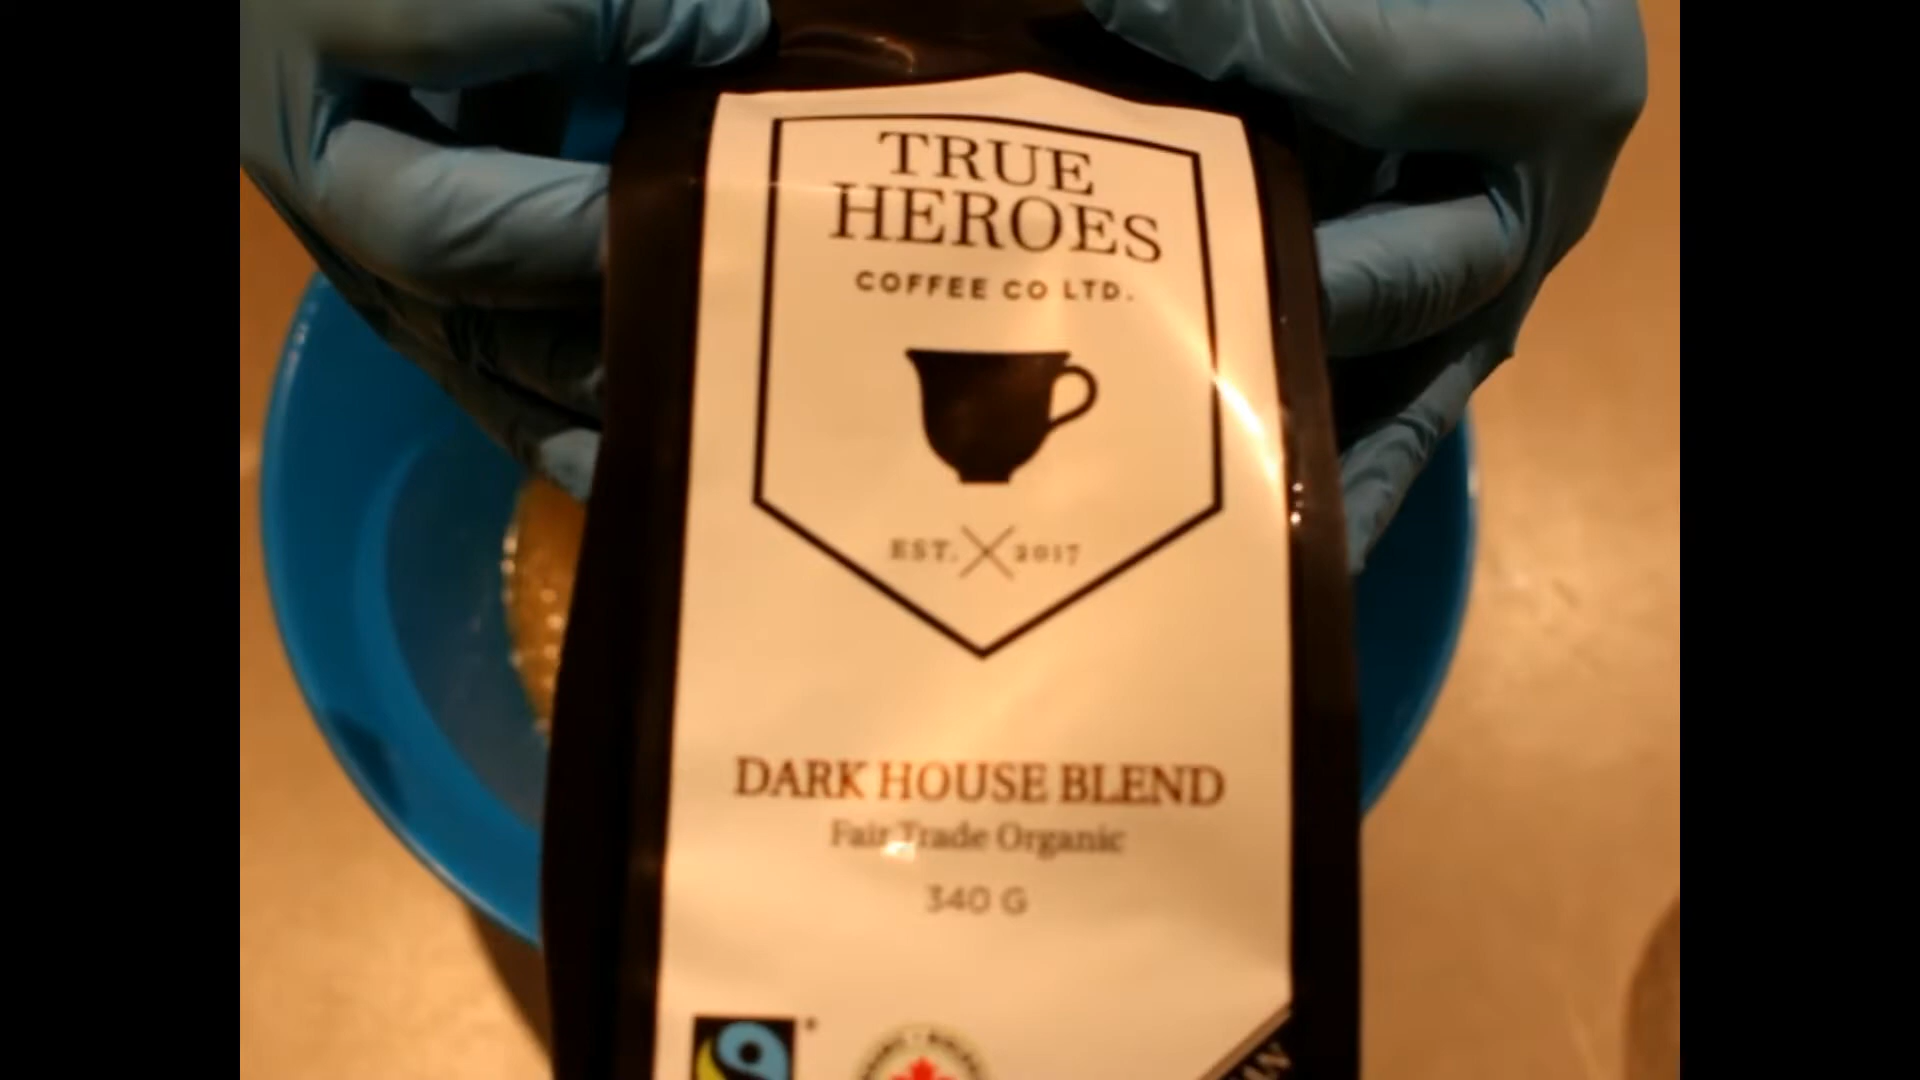 TRUE
HEROES
COFFEE CO LTD.
EST. 2017
DARK HOUSE BLEND
Fair Trade Organic
340 G